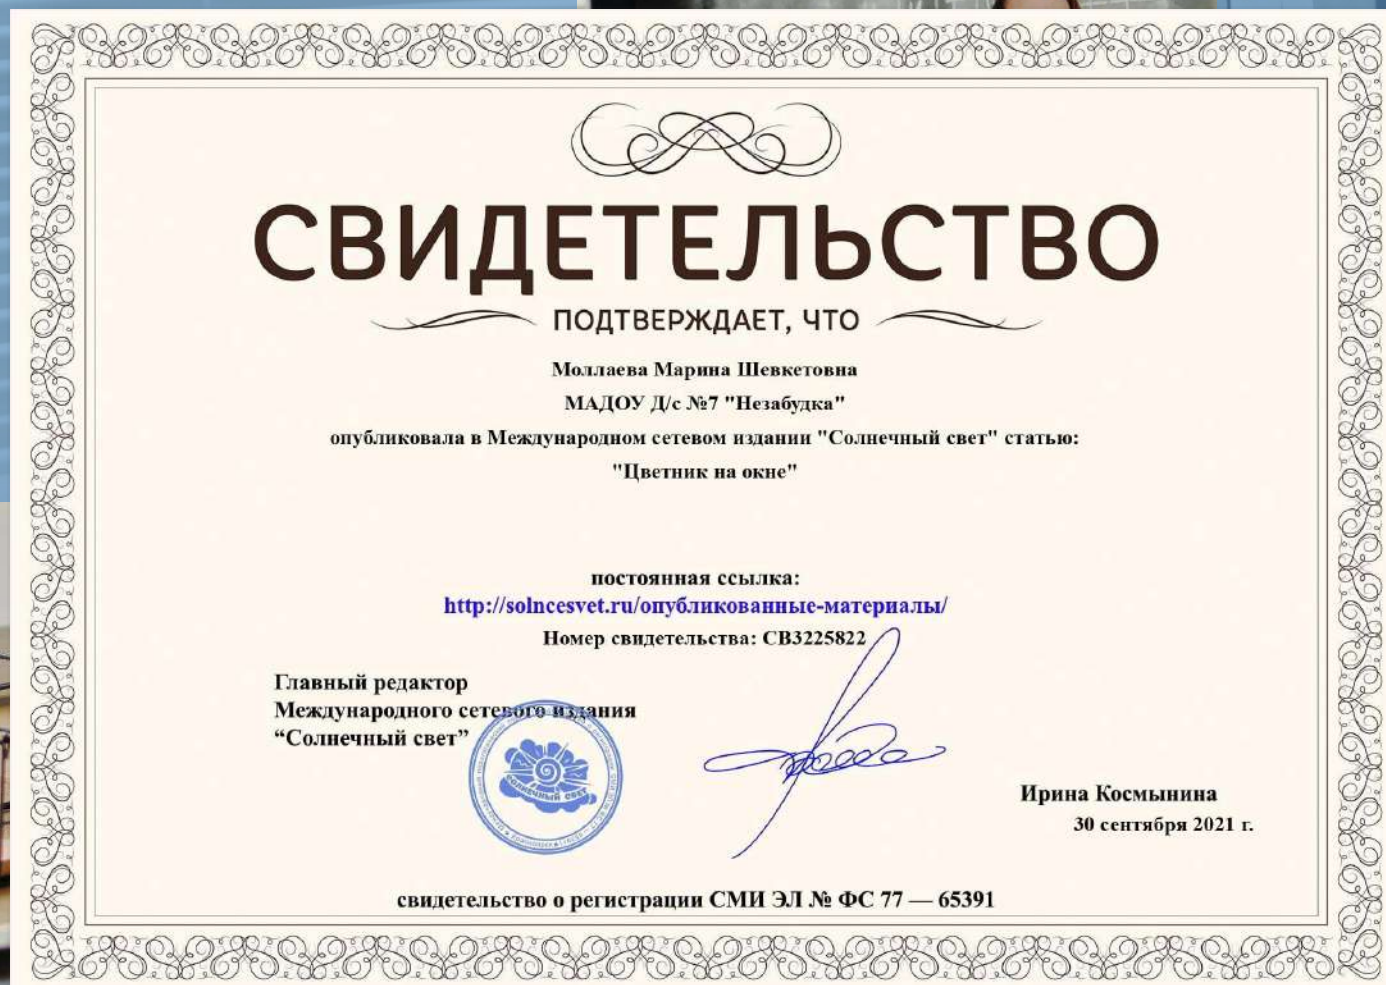 СВИДЕТЕЛЬСТВО
ПОДТВЕРЖДАЕТ, ЧТО
Моллаева Марина Шевкетовна
МАДОУ Д/с №7 "Незабудка"
опубликовала в Международном сетевом издании "Солнечный свет" статью:
"Цветник на окне"
постоянная ссылка:
http://solncesvet.ru/опубликованные-материалы/
Номер свидетельства: СВ3225822
Главный редактор
Международного сетевого издания
“Солнечный свет”
СОЛНЕЧНЫЙ СВЕТ
Ирина Космынина
30 сентября 2021 г.
свидетельство о регистрации СМИ ЭЛ № ФС 77 — 65391